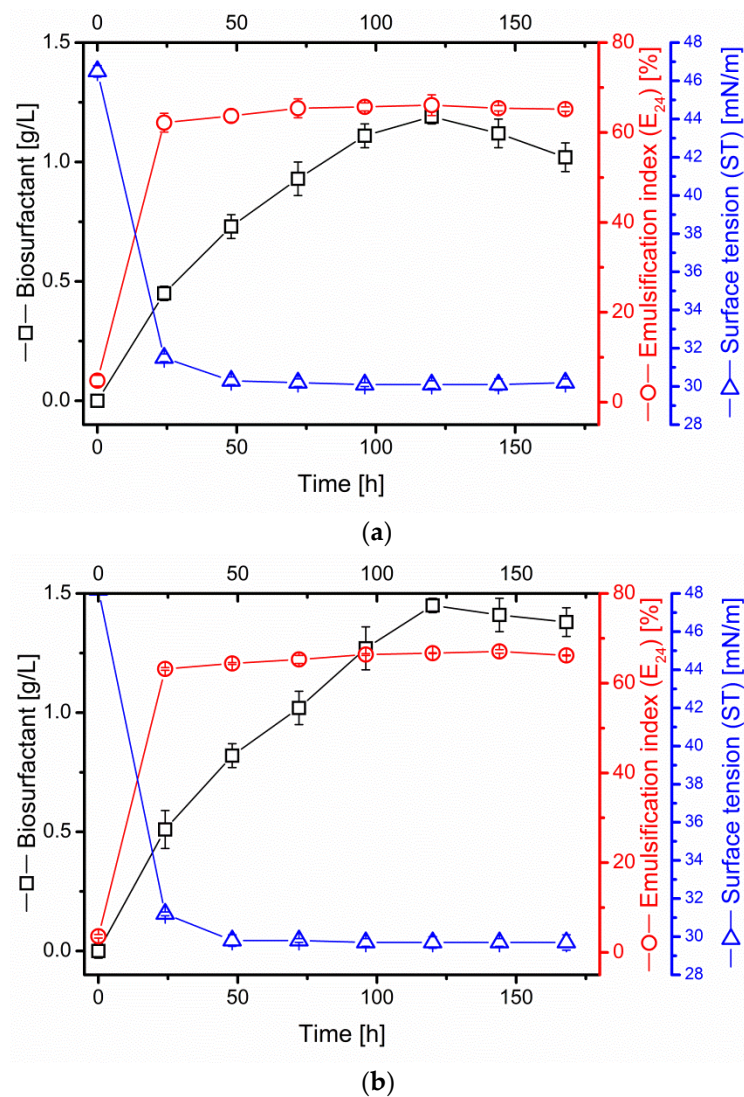 0 50 100 150
1.5
1.0
0.5
0.0
—□— Biosurfactant [g/L]
0 50 100 150
Time [h]
80
60
40
20
0
—O— Emulsification index (E24) [%]
48
46
44
42
40
38
36
34
32
30
28
—△— Surface tension (ST) [mN/m]
(a)
0 50 100 150
1.5
1.0
0.5
0.0
—□— Biosurfactant [g/L]
0 50 100 150
Time [h]
80
60
40
20
0
—O— Emulsification index (E24) [%]
48
46
44
42
40
38
36
34
32
30
28
—△— Surface tension (ST) [mN/m]
(b)